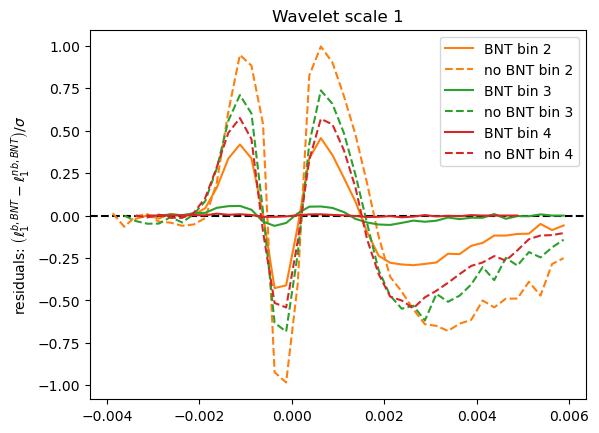 Wavelet scale 1
residuals: (ℓ₁^{b, BNT} − ℓ₁^{nb, BNT})/σ
1.00
0.75
0.50
0.25
0.00
−0.25
−0.50
−0.75
−1.00
BNT bin 2
no BNT bin 2
BNT bin 3
no BNT bin 3
BNT bin 4
no BNT bin 4
−0.004 −0.002 0.000 0.002 0.004 0.006